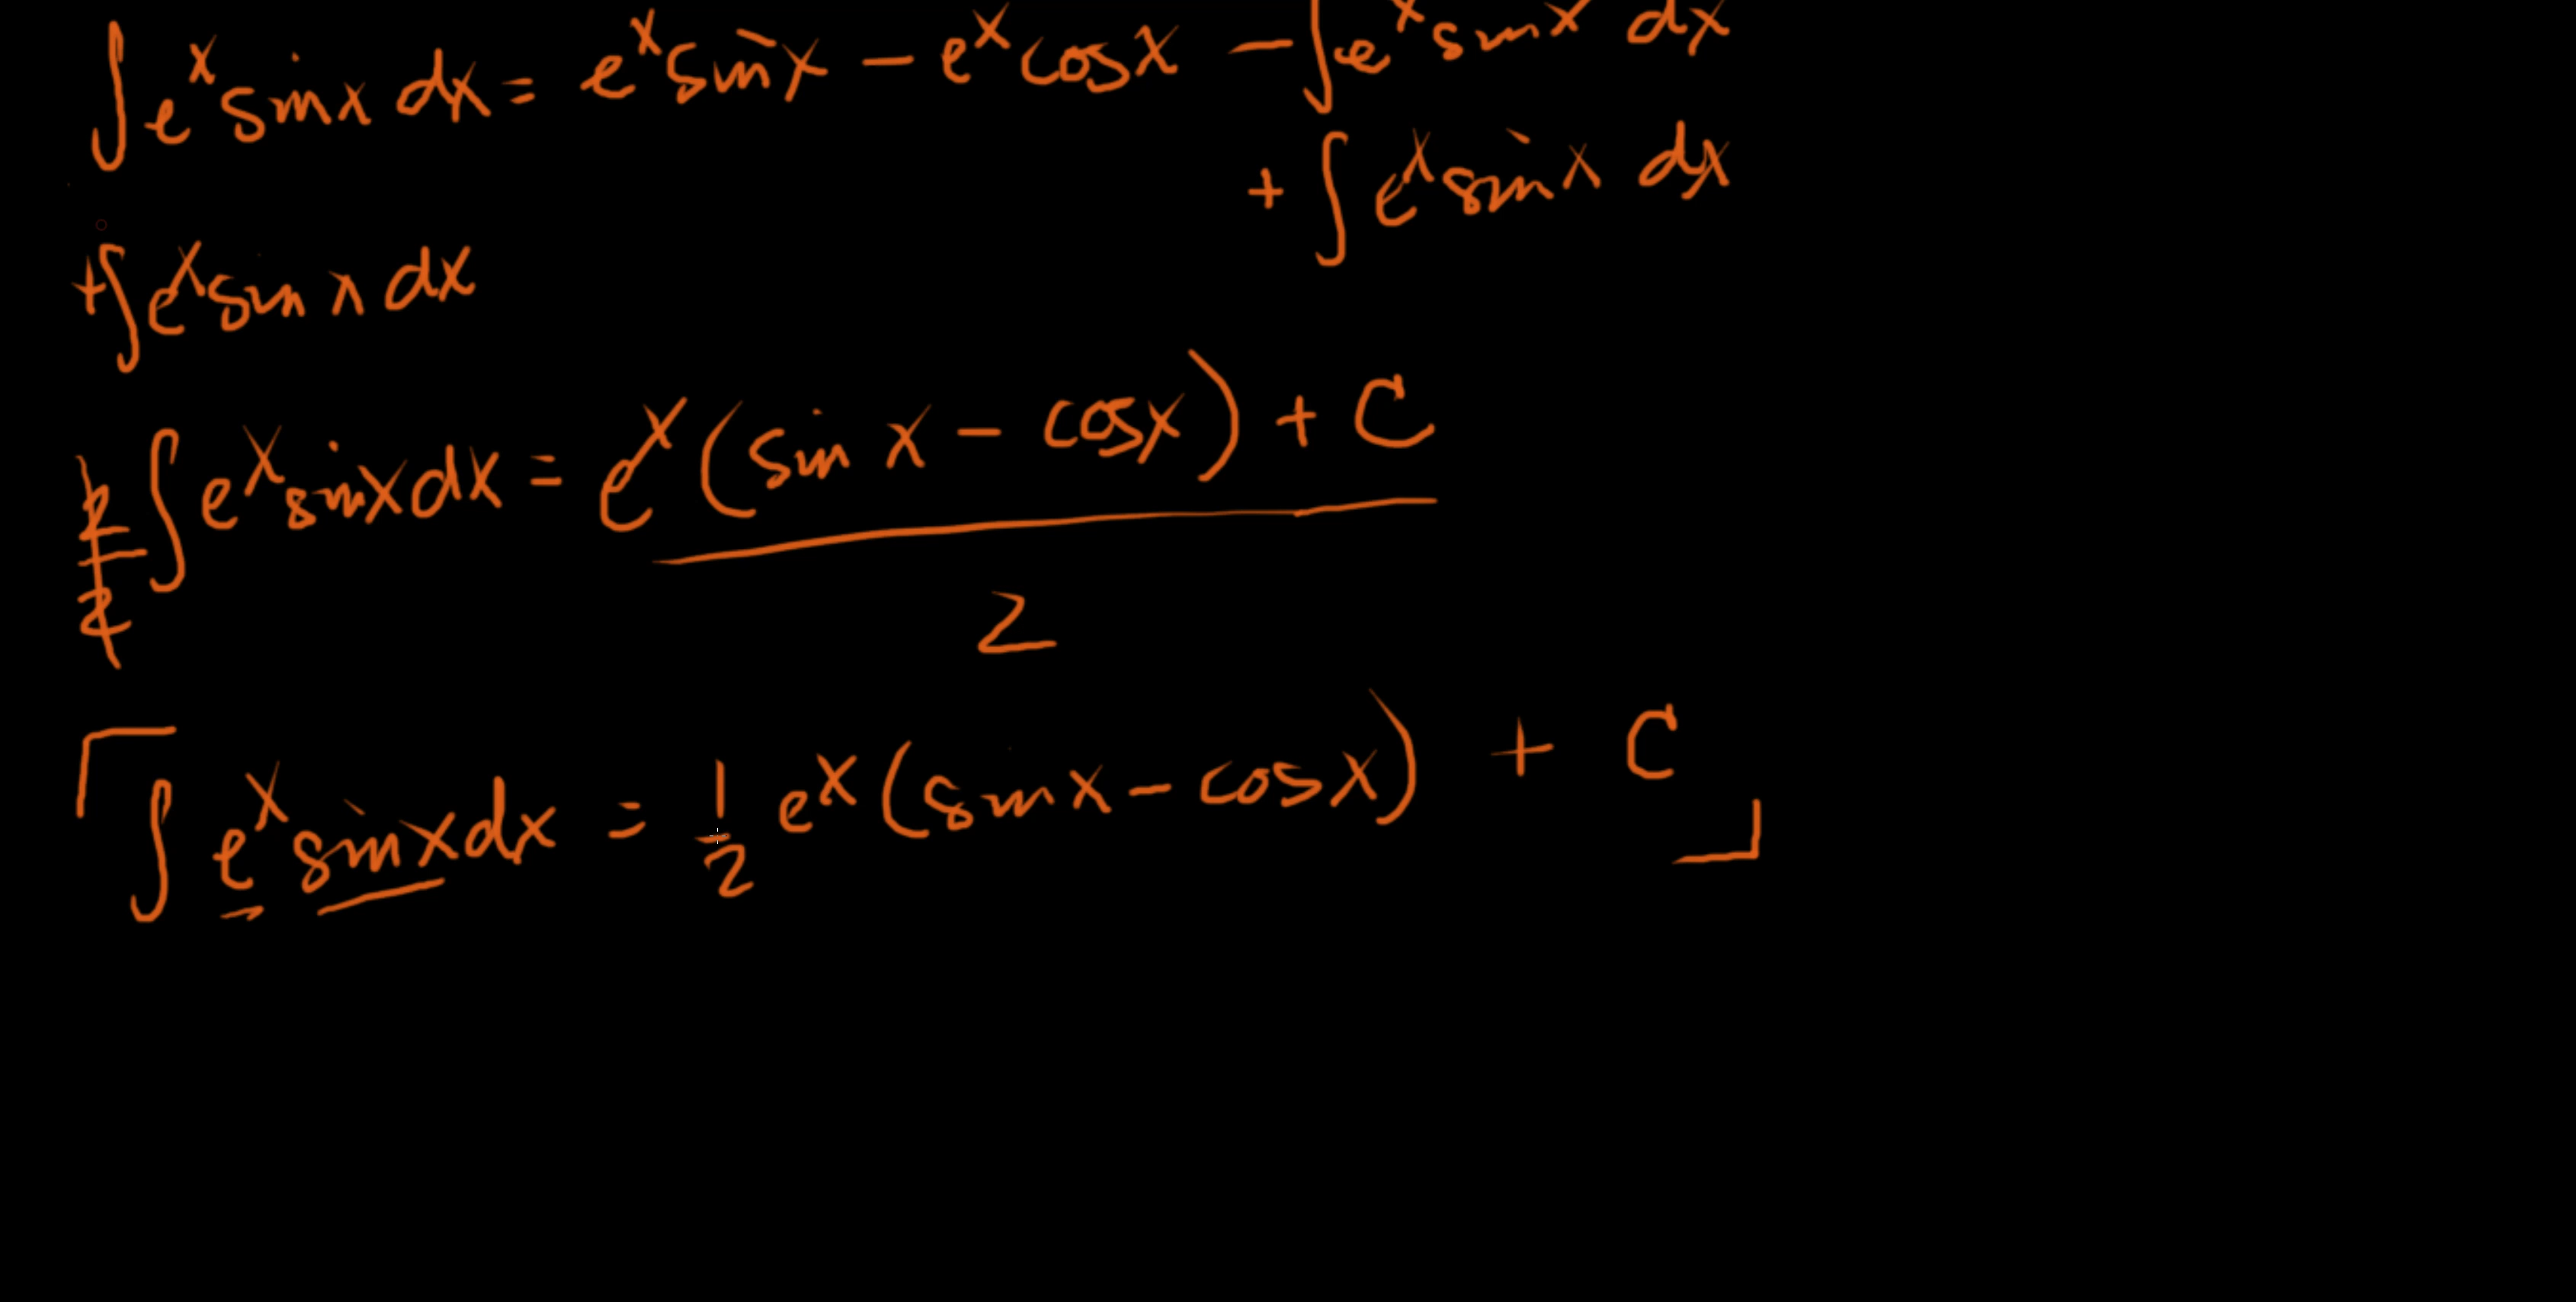 ∫e^x sin x dx = e^x sin x − e^x cos x − ∫e^x sin x dx
+ ∫e^x sin x dx
+∫e^x sin x dx
2/2 ∫e^x sin x dx = e^x (sin x − cos x) + C
2
∫e^x sin x dx = 1/2 e^x (sin x − cos x) + C